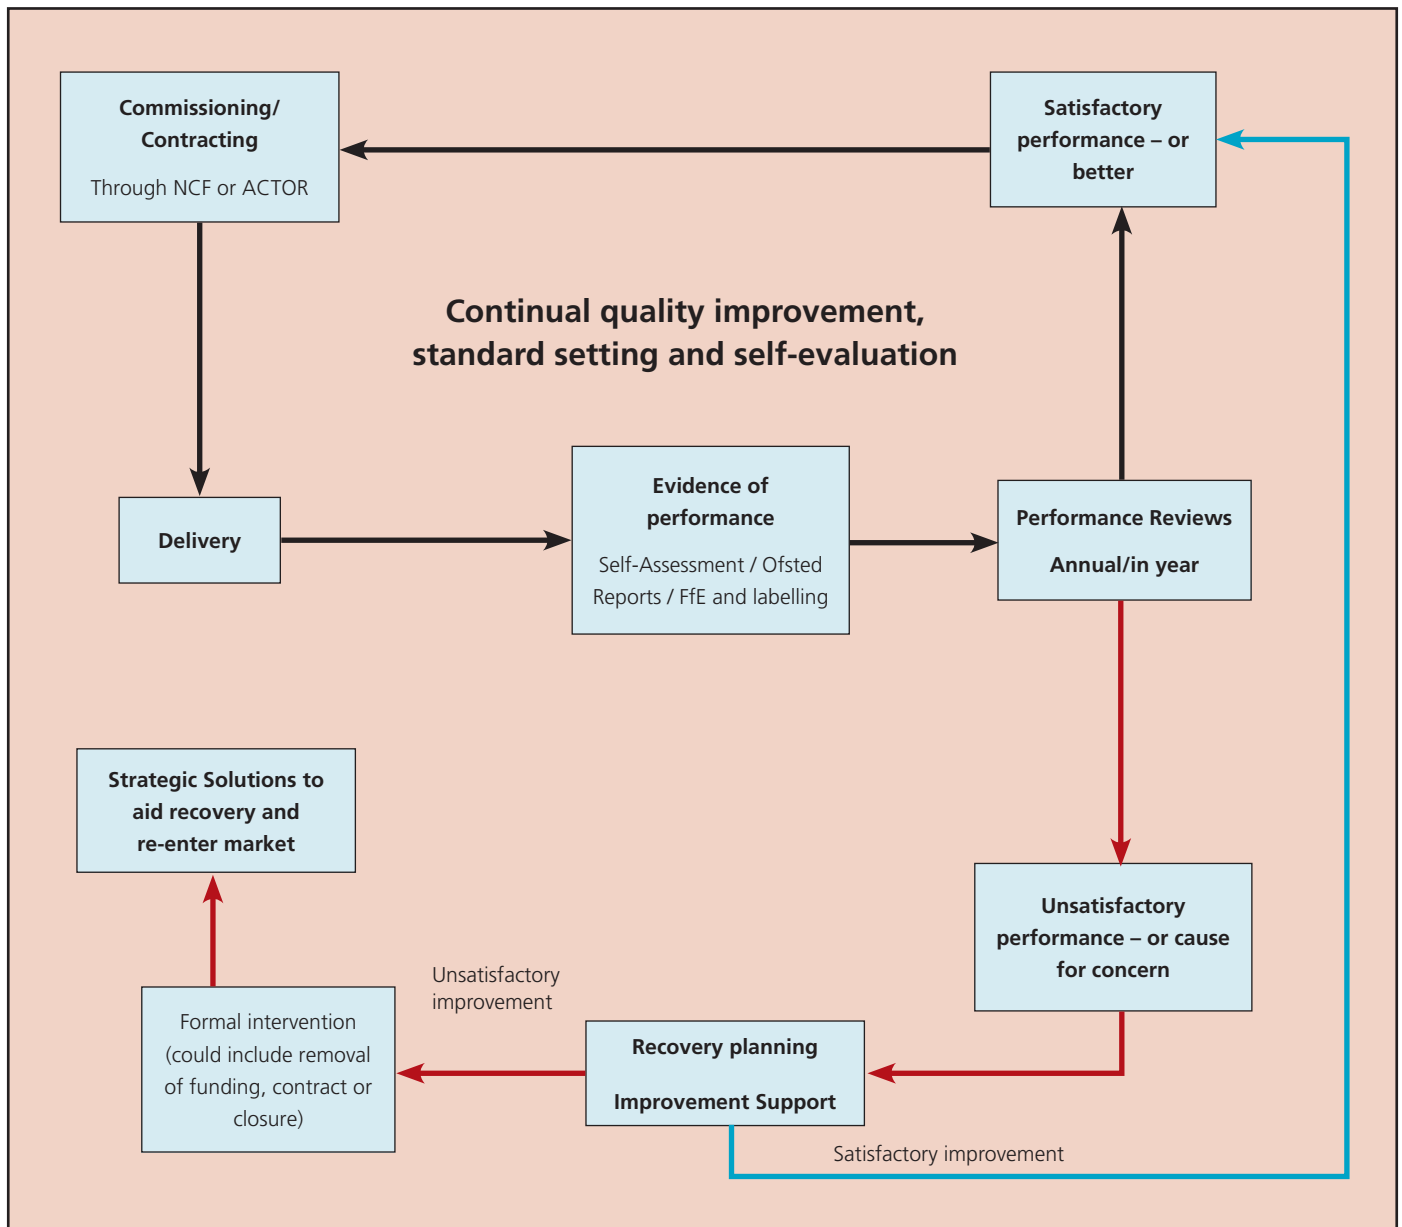 Commissioning/
Contracting
Through NCF or ACTOR
Satisfactory
performance – or
better
Continual quality improvement,
standard setting and self-evaluation
Delivery
Evidence of
performance
Self-Assessment / Ofsted
Reports / FfE and labelling
Performance Reviews
Annual/in year
Strategic Solutions to
aid recovery and
re-enter market
Unsatisfactory
performance – or cause
for concern
Unsatisfactory
improvement
Formal intervention
(could include removal
of funding, contract or
closure)
Recovery planning
Improvement Support
Satisfactory improvement